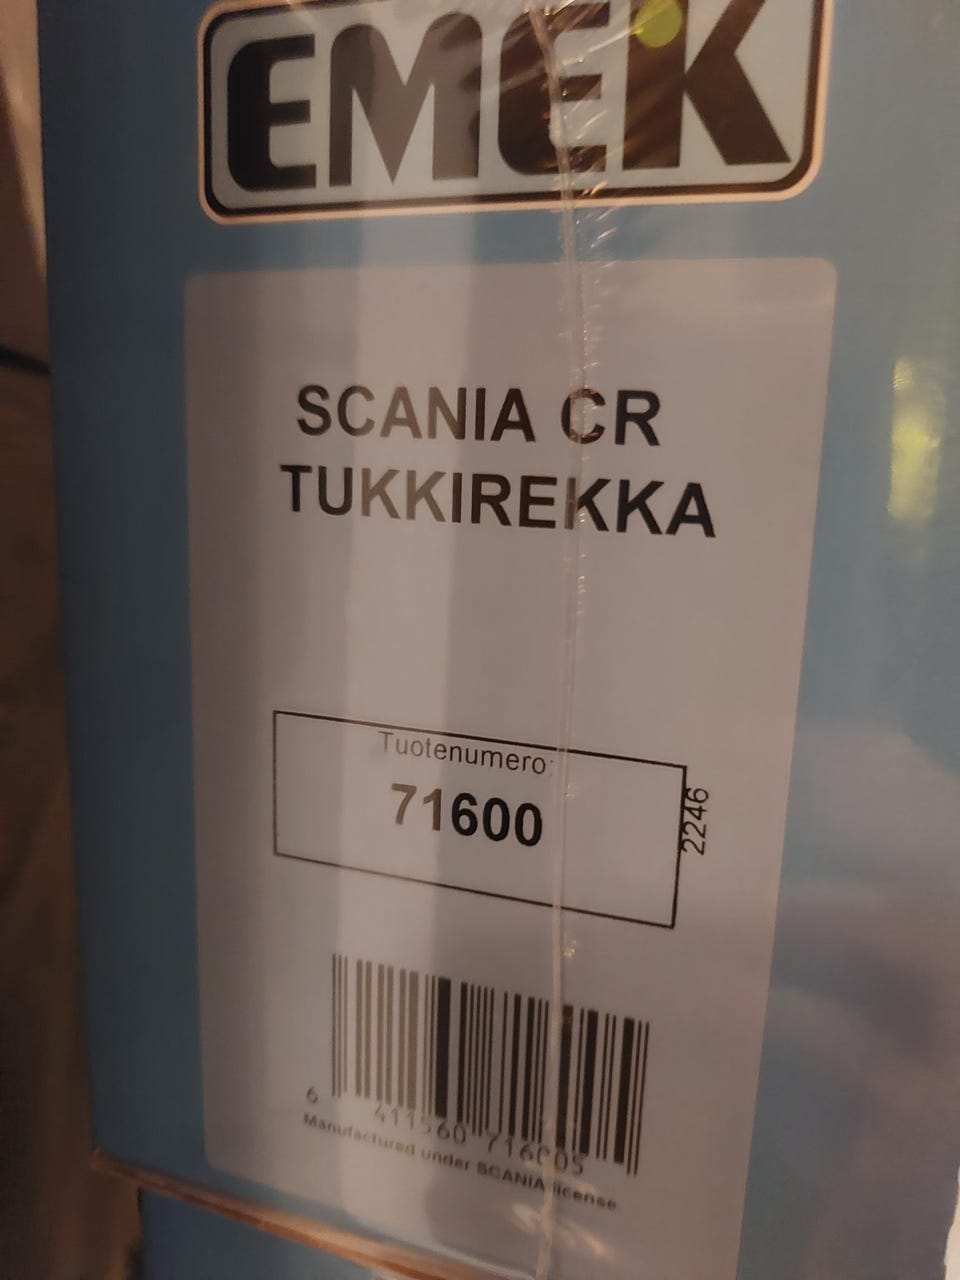 EMEK
SCANIA CR
TUKKIREKKA
Tuotenumero:
71600
2246
6 411560 716005
Manufactured under SCANIA license